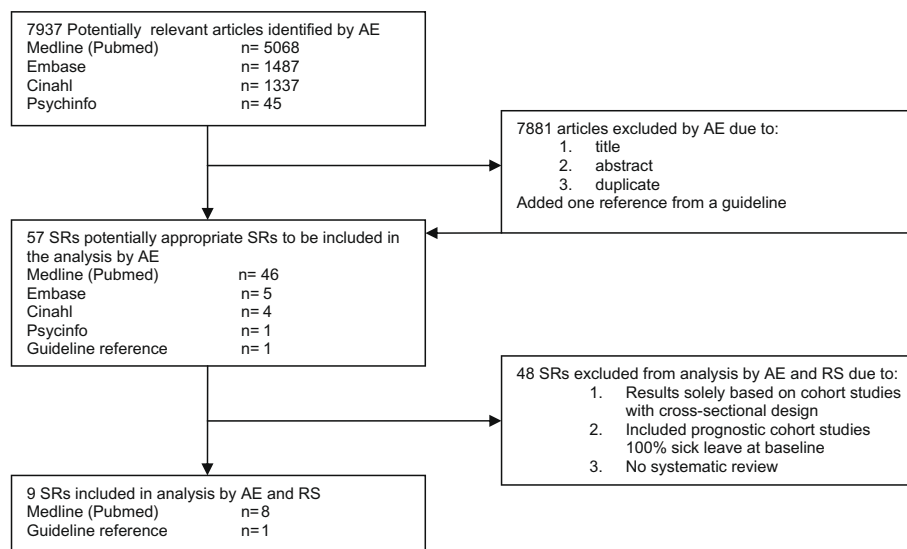 7937 Potentially relevant articles identified by AE
Medline (Pubmed) n= 5068
Embase n= 1487
Cinahl n= 1337
Psychinfo n= 45
7881 articles excluded by AE due to:
1. title
2. abstract
3. duplicate
Added one reference from a guideline
57 SRs potentially appropriate SRs to be included in
the analysis by AE
Medline (Pubmed) n= 46
Embase n= 5
Cinahl n= 4
Psycinfo n= 1
Guideline reference n= 1
48 SRs excluded from analysis by AE and RS due to:
1. Results solely based on cohort studies
with cross-sectional design
2. Included prognostic cohort studies
100% sick leave at baseline
3. No systematic review
9 SRs included in analysis by AE and RS
Medline (Pubmed) n=8
Guideline reference n=1